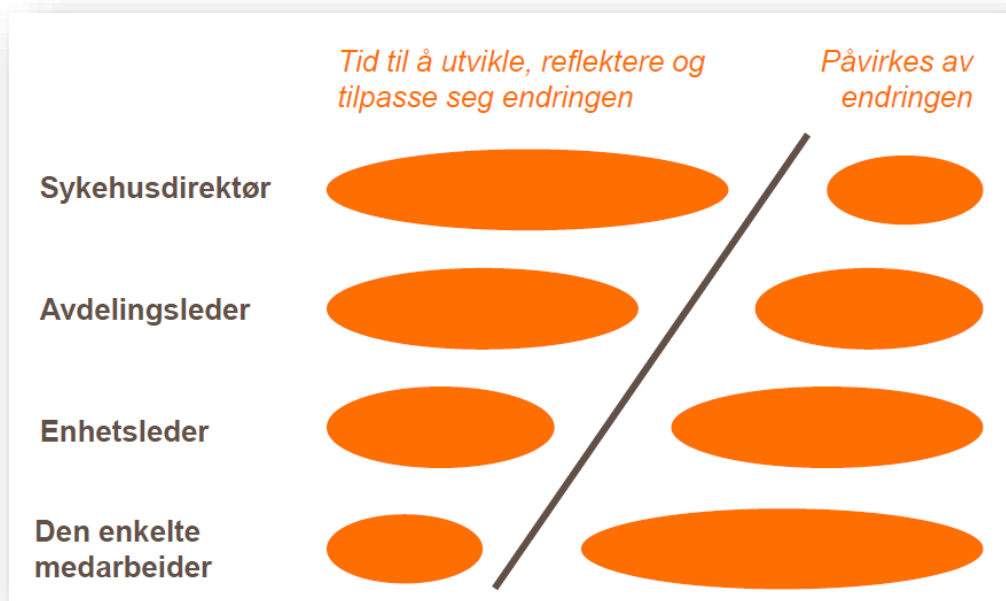 Tid til å utvikle, reflektere og
tilpasse seg endringen
Påvirkes av
endringen
Sykehusdirektør
Avdelingsleder
Enhetsleder
Den enkelte
medarbeider